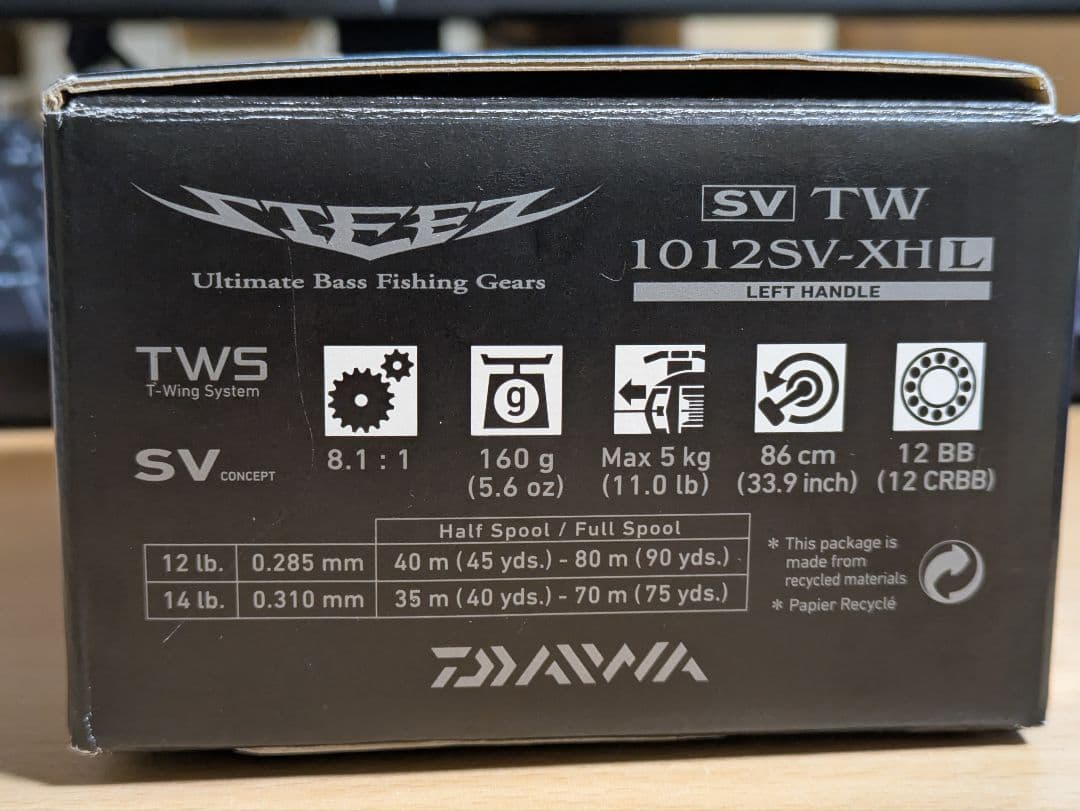 STEEZ
Ultimate Bass Fishing Gears
SV TW
1012SV-XHL
LEFT HANDLE
TWS
T-Wing System
SV CONCEPT
8.1 : 1
g
160 g
(5.6 oz)
Max 5 kg
(11.0 lb)
86 cm
(33.9 inch)
12 BB
(12 CRBB)
Half Spool / Full Spool
12 lb. 0.285 mm 40 m (45 yds.) - 80 m (90 yds.)
14 lb. 0.310 mm 35 m (40 yds.) - 70 m (75 yds.)
* This package is
made from
recycled materials
* Papier Recyclé
DAIWA